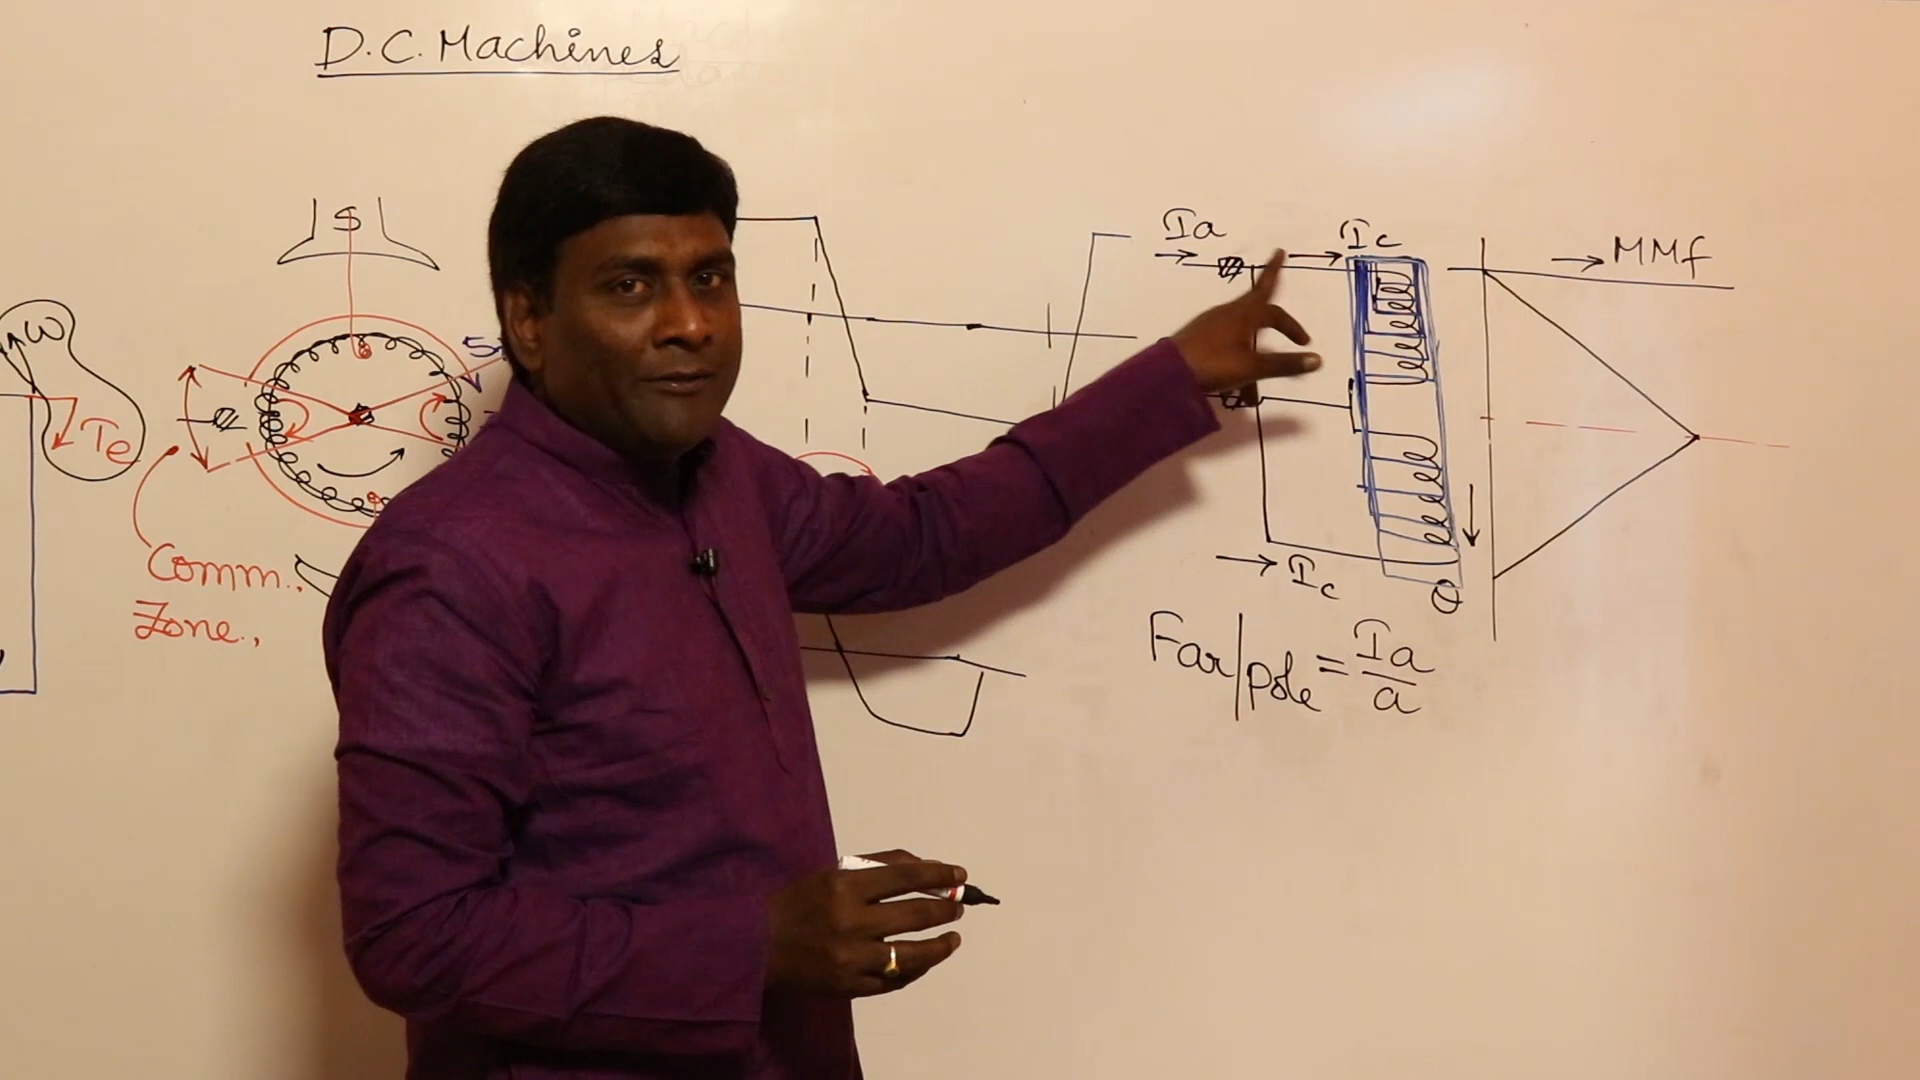 D.C. Machines
S
ω
Te
Comm.,
Zone.,
Ia
Ic
MMf
Ic
θ
Far/pole = Ia/a